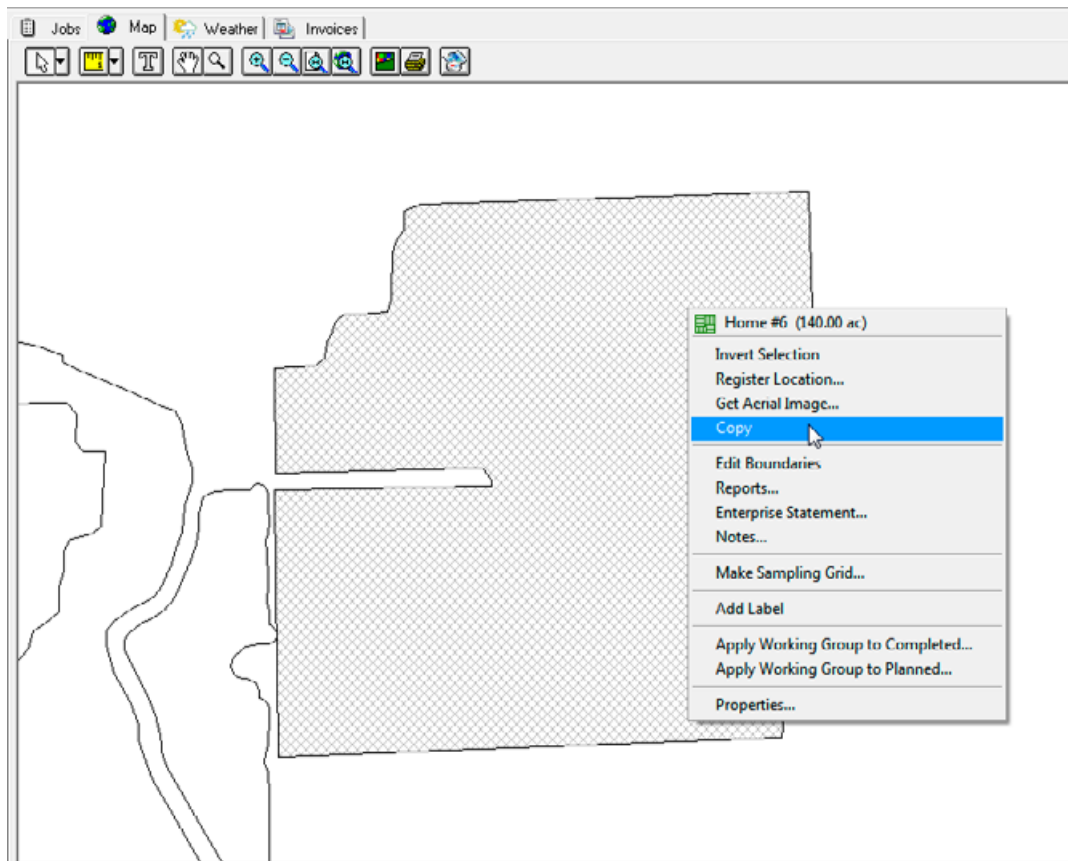 Jobs Map Weather Invoices
T
Home #6 (140.00 ac)
Invert Selection
Register Location...
Get Aerial Image...
Copy
Edit Boundaries
Reports...
Enterprise Statement...
Notes...
Make Sampling Grid...
Add Label
Apply Working Group to Completed...
Apply Working Group to Planned...
Properties...